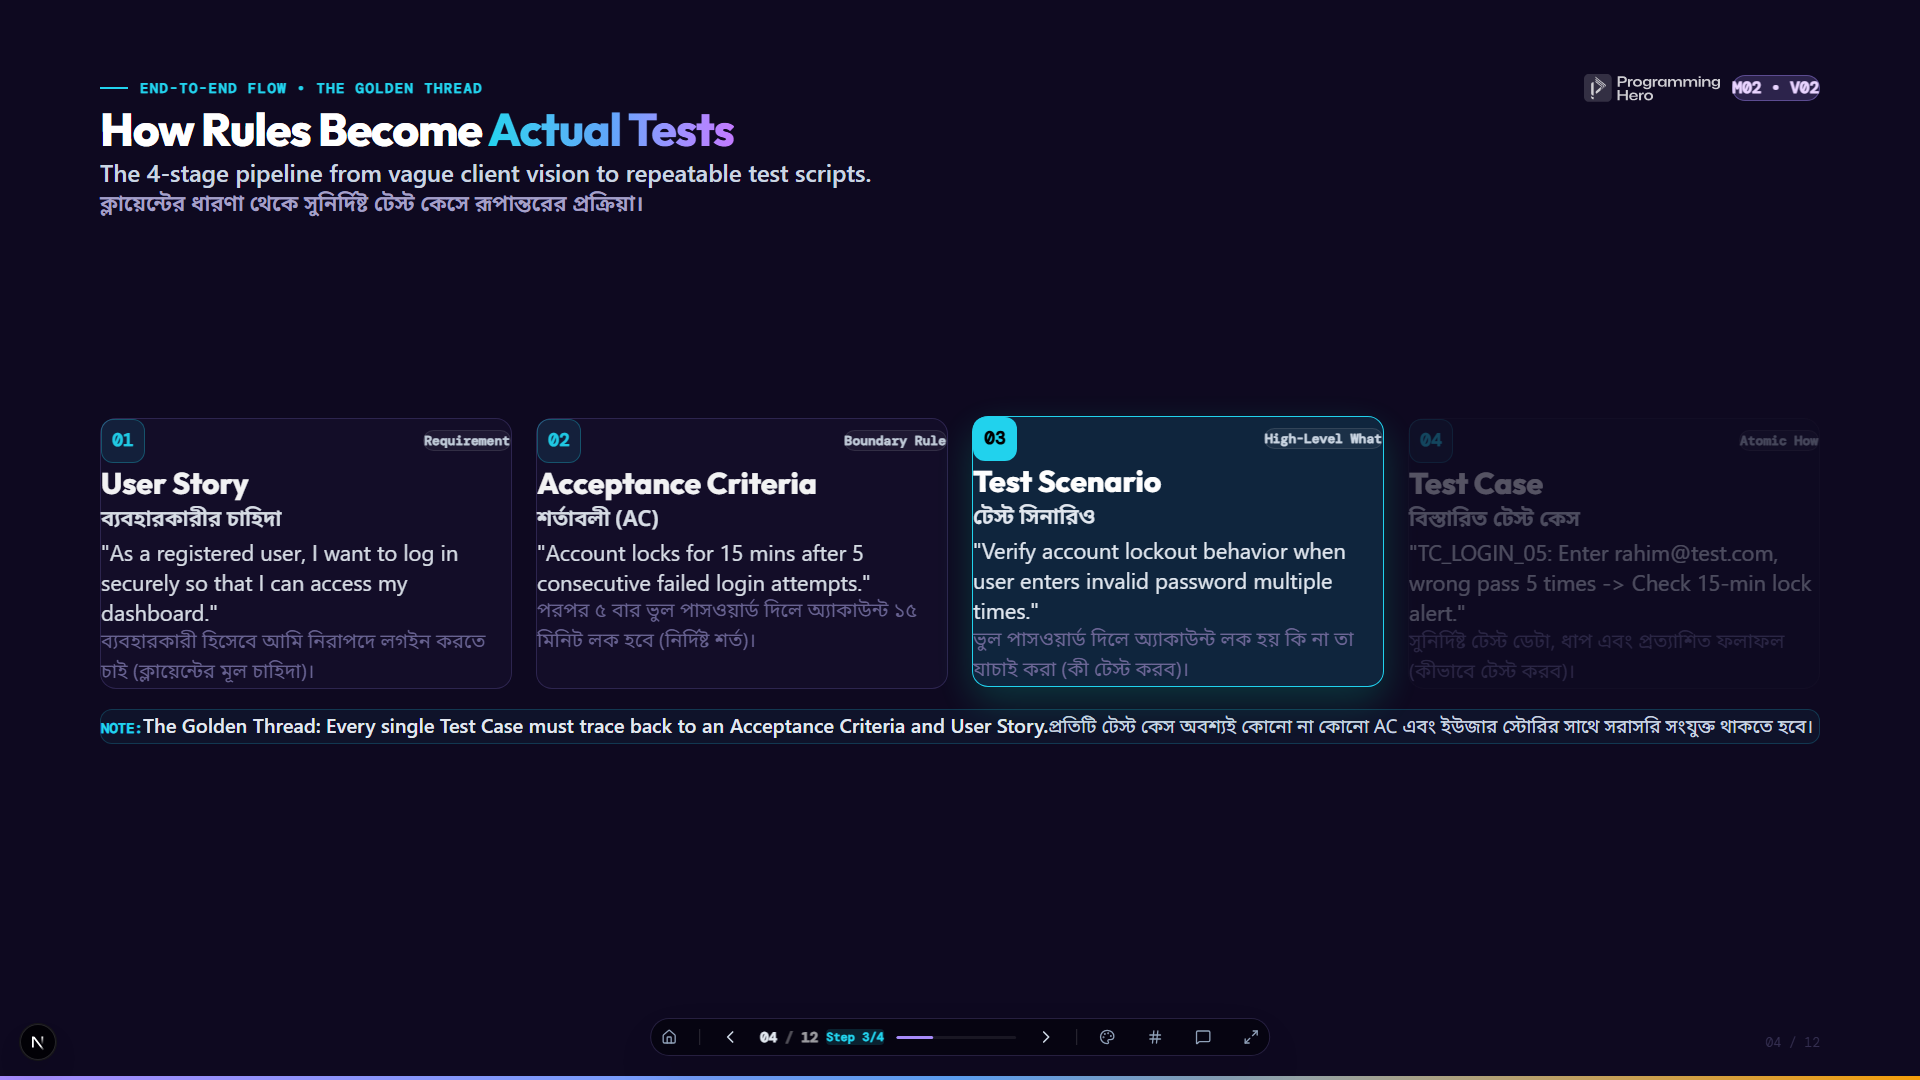 END-TO-END FLOW • THE GOLDEN THREAD
How Rules Become Actual Tests
The 4-stage pipeline from vague client vision to repeatable test scripts.
ক্লায়েন্টের ধারণা থেকে সুনির্দিষ্ট টেস্ট কেসে রূপান্তরের প্রক্রিয়া।
Programming
Hero
M02 • V02
01
Requirement
User Story
ব্যবহারকারীর চাহিদা
"As a registered user, I want to log in
securely so that I can access my
dashboard."
ব্যবহারকারী হিসেবে আমি নিরাপদে লগইন করতে
চাই (ক্লায়েন্টের মূল চাহিদা)।
02
Boundary Rule
Acceptance Criteria
শর্তাবলী (AC)
"Account locks for 15 mins after 5
consecutive failed login attempts."
পরপর ৫ বার ভুল পাসওয়ার্ড দিলে অ্যাকাউন্ট ১৫
মিনিট লক হবে (নির্দিষ্ট শর্ত)।
03
High-Level What
Test Scenario
টেস্ট সিনারিও
"Verify account lockout behavior when
user enters invalid password multiple
times."
ভুল পাসওয়ার্ড দিলে অ্যাকাউন্ট লক হয় কি না তা
যাচাই করা (কী টেস্ট করব)।
04
Atomic How
Test Case
বিস্তারিত টেস্ট কেস
"TC_LOGIN_05: Enter rahim@test.com,
wrong pass 5 times -> Check 15-min lock
alert."
সুনির্দিষ্ট টেস্ট ডেটা, ধাপ এবং প্রত্যাশিত ফলাফল
(কীভাবে টেস্ট করব)।
NOTE:The Golden Thread: Every single Test Case must trace back to an Acceptance Criteria and User Story.প্রতিটি টেস্ট কেস অবশ্যই কোনো না কোনো AC এবং ইউজার স্টোরির সাথে সরাসরি সংযুক্ত থাকতে হবে।
N
04 / 12 Step 3/4
04 / 12